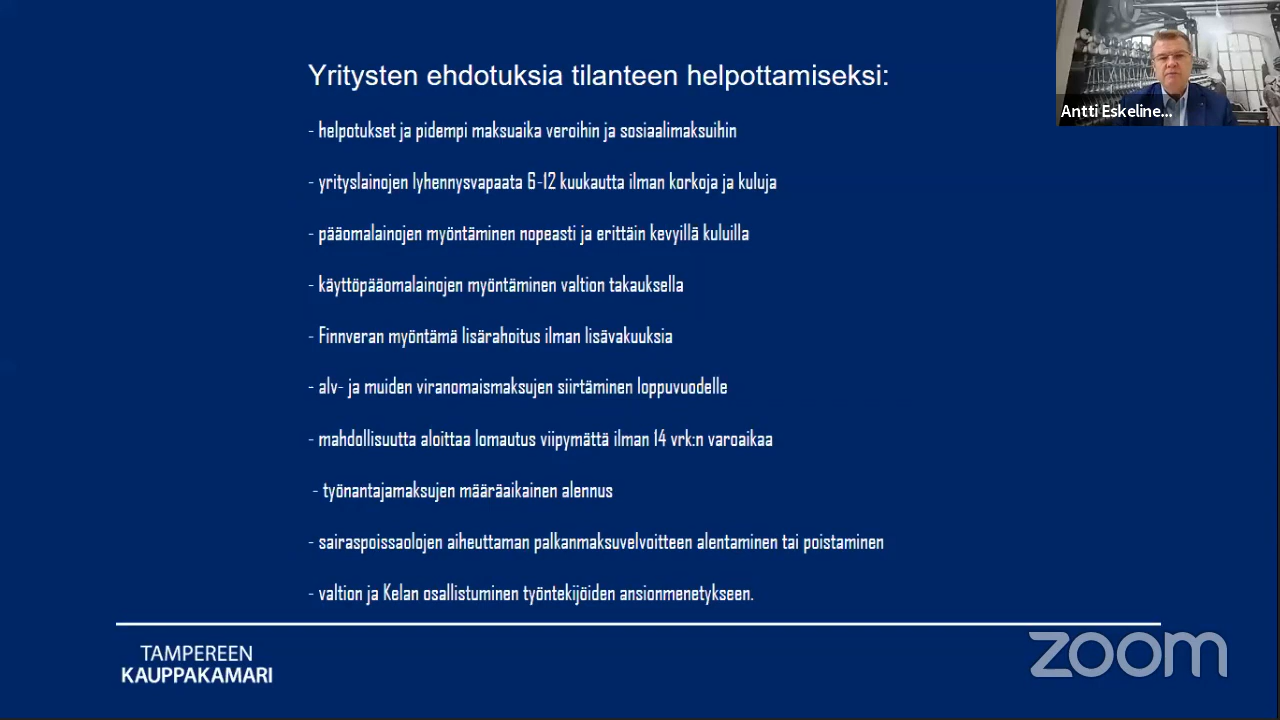 Yritysten ehdotuksia tilanteen helpottamiseksi:
Antti Eskeline...
- helpotukset ja pidempi maksuaika veroihin ja sosiaalimaksuihin
- yrityslainojen lyhennysvapaata 6-12 kuukautta ilman korkoja ja kuluja
- pääomalainojen myöntäminen nopeasti ja erittäin kevyillä kuluilla
- käyttöpääomalainojen myöntäminen valtion takauksella
- Finnveran myöntämä lisärahoitus ilman lisävakuuksia
- alv- ja muiden viranomaismaksujen siirtäminen loppuvuodelle
- mahdollisuutta aloittaa lomautus viipymättä ilman 14 vrk:n varoaikaa
- työnantajamaksujen määräaikainen alennus
- sairaspoissaolojen aiheuttaman palkanmaksuvelvoitteen alentaminen tai poistaminen
- valtion ja Kelan osallistuminen työntekijöiden ansionmenetykseen.
TAMPEREEN
KAUPPAKAMARI
zoom